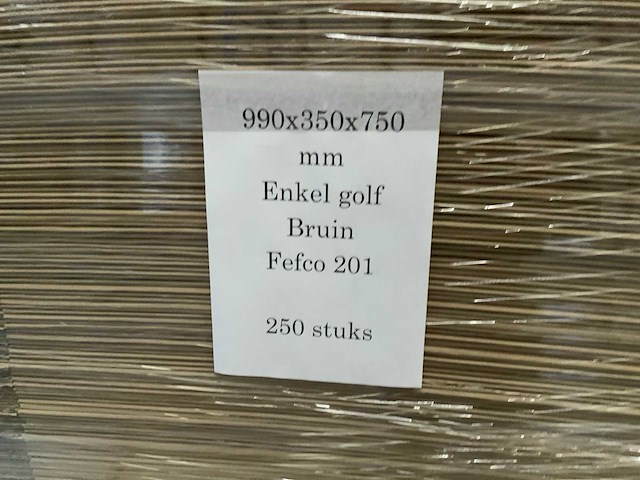 990x350x750
mm
Enkel golf
Bruin
Fefco 201
250 stuks